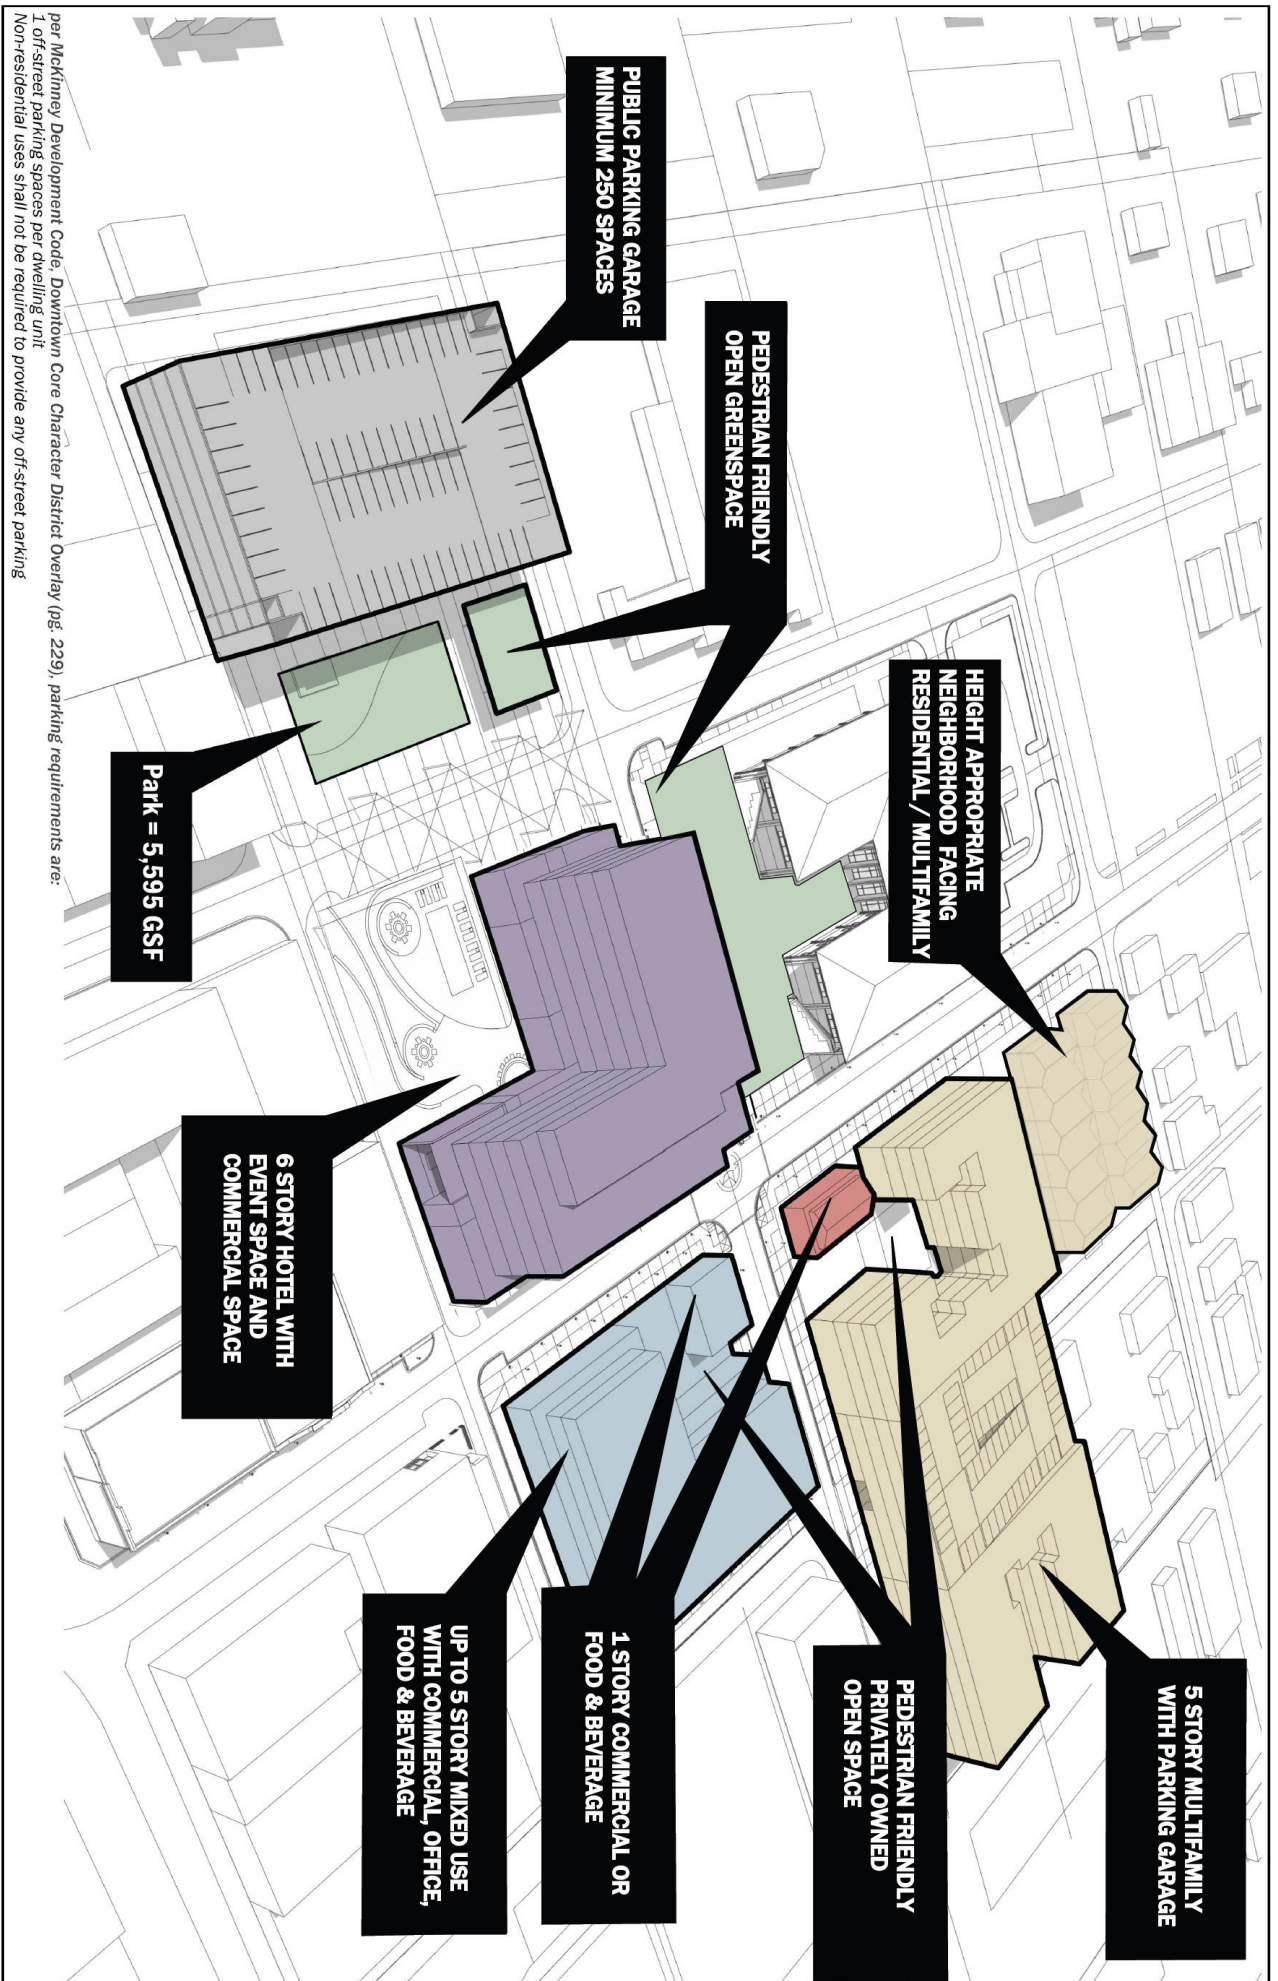 PUBLIC PARKING GARAGE
MINIMUM 250 SPACES
PEDESTRIAN FRIENDLY
OPEN GREENSPACE
HEIGHT APPROPRIATE
NEIGHBORHOOD FACING
RESIDENTIAL / MULTIFAMILY
5 STORY MULTIFAMILY
WITH PARKING GARAGE
PEDESTRIAN FRIENDLY
PRIVATELY OWNED
OPEN SPACE
1 STORY COMMERCIAL OR
FOOD & BEVERAGE
UP TO 5 STORY MIXED USE
WITH COMMERCIAL, OFFICE,
FOOD & BEVERAGE
6 STORY HOTEL WITH
EVENT SPACE AND
COMMERCIAL SPACE
Park = 5,595 GSF
per McKinney Development Code, Downtown Core Character District Overlay (pg. 229), parking requirements are:
1 off-street parking spaces per dwelling unit
Non-residential uses shall not be required to provide any off-street parking